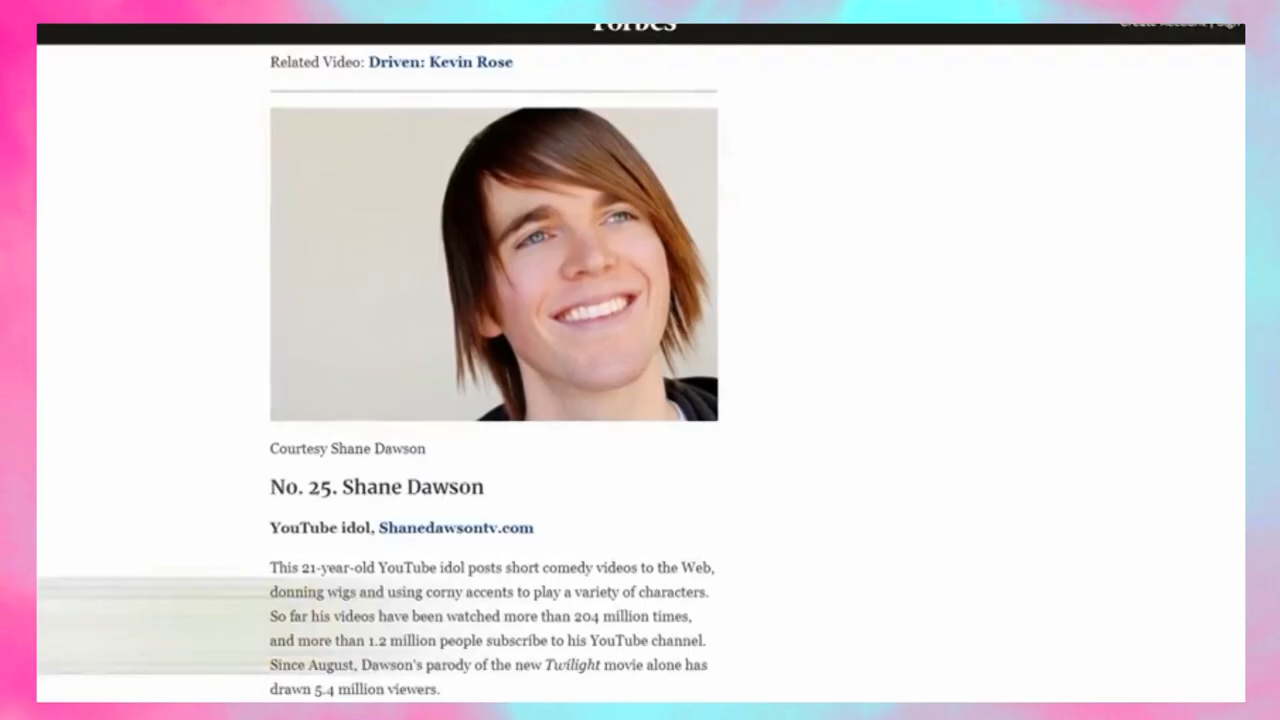 Forbes
Related Video: Driven: Kevin Rose
Courtesy Shane Dawson
No. 25. Shane Dawson
YouTube idol, Shanedawsontv.com
This 21-year-old YouTube idol posts short comedy videos to the Web,
donning wigs and using corny accents to play a variety of characters.
So far his videos have been watched more than 204 million times,
and more than 1.2 million people subscribe to his YouTube channel.
Since August, Dawson's parody of the new Twilight movie alone has
drawn 5.4 million viewers.